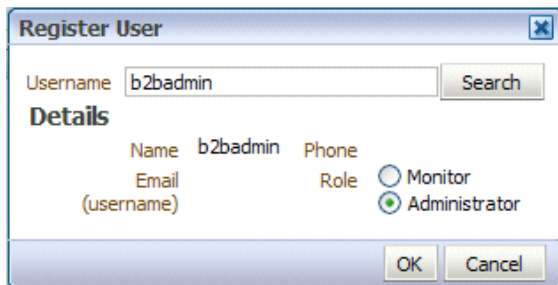 Register User
Username b2badmin Search
Details
Name b2badmin Phone
Email (username) Role Monitor
Administrator
OK Cancel